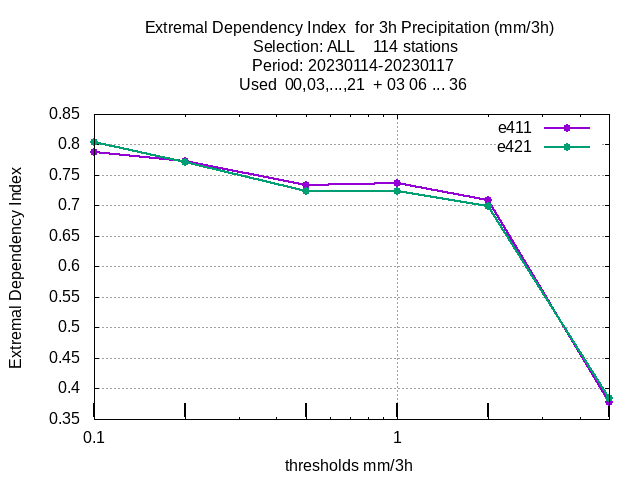 Extremal Dependency Index  for 3h Precipitation (mm/3h)
Selection: ALL    114 stations
Period: 20230114-20230117
Used  00,03,...,21  + 03 06 ... 36
e411
e421
0.85
0.8
0.75
0.7
0.65
0.6
0.55
0.5
0.45
0.4
0.35
Extremal Dependency Index
0.1
1
thresholds mm/3h